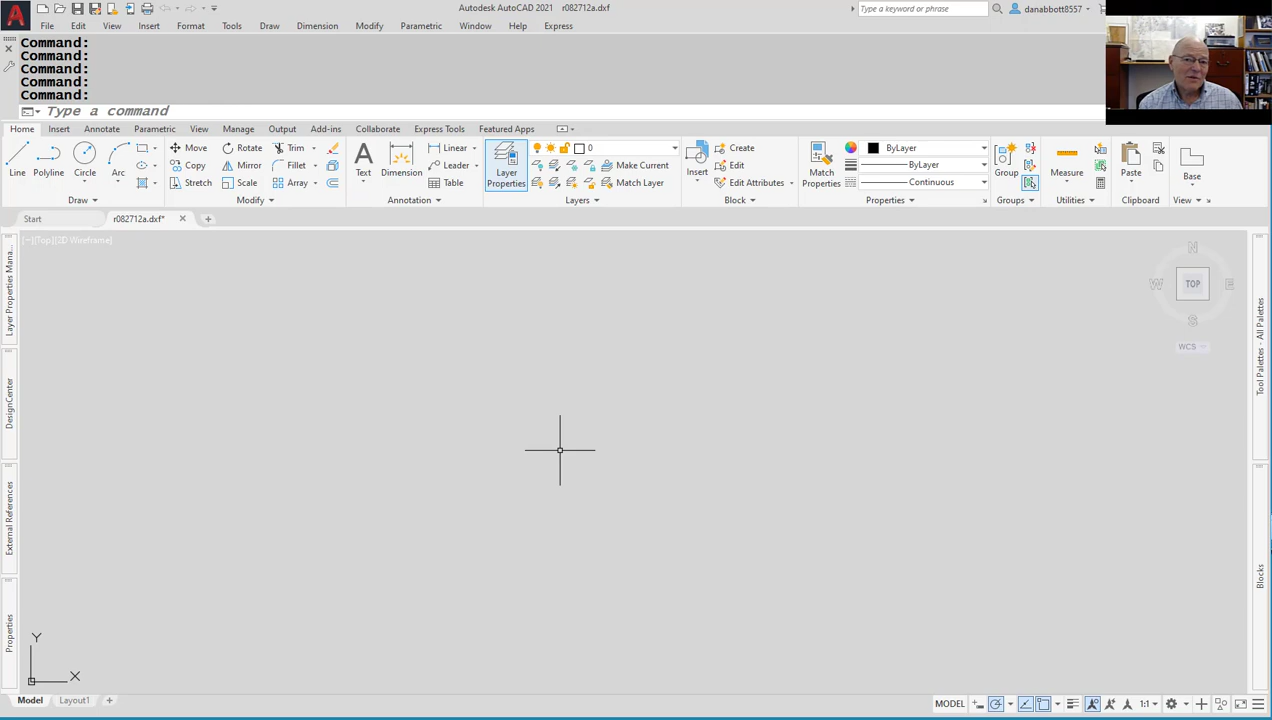 Autodesk AutoCAD 2021 r082712a.dxf
Type a keyword or phrase
danabbott8557
File Edit View Insert Format Tools Draw Dimension Modify Parametric Window Help Express
Command:
Command:
Command:
Command:
Command:
Type a command
Home Insert Annotate Parametric View Manage Output Add-ins Collaborate Express Tools Featured Apps
Line Polyline Circle Arc
Draw
Move Rotate Trim
Copy Mirror Fillet
Stretch Scale Array
Modify
Text Dimension
Linear
Leader
Table
Annotation
Layer Properties
0
Make Current
Match Layer
Layers
Insert
Create
Edit
Edit Attributes
Block
Match Properties
ByLayer
ByLayer
Continuous
Properties
Group
Groups
Measure
Utilities
Paste
Clipboard
Base
View
Start r082712a.dxf*
[−][Top][2D Wireframe]
Layer Properties Mana...
DesignCenter
External References
Properties
N
W TOP E
S
WCS
Tool Palettes - All Palettes
Blocks
Y
X
Model Layout1
MODEL 1:1